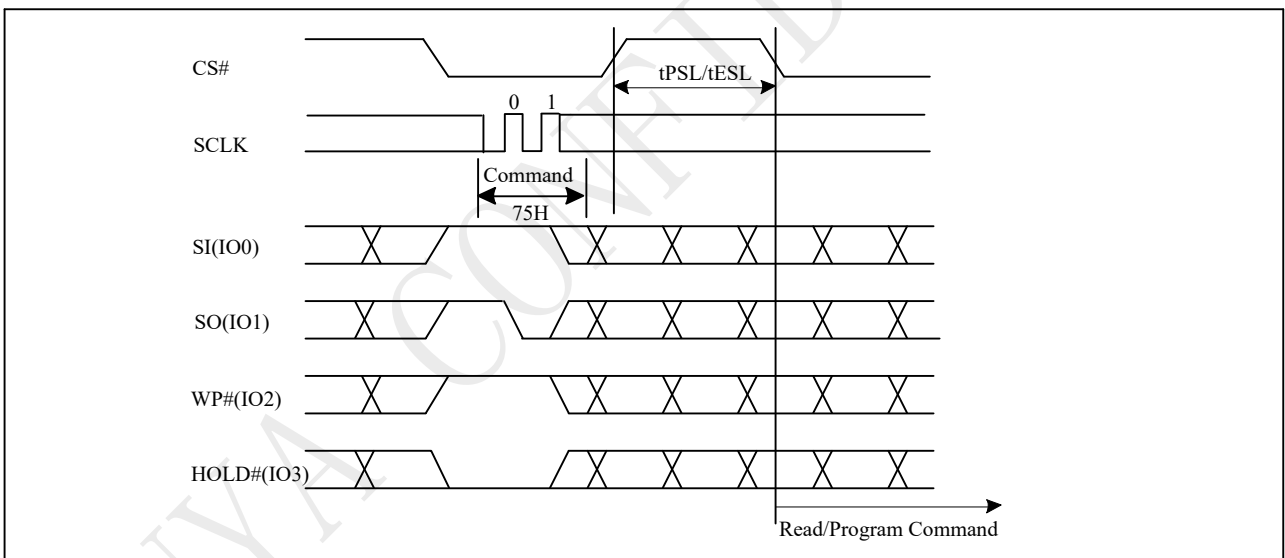 CS#
tPSL/tESL
0 1
SCLK
Command
75H
SI(IO0)
SO(IO1)
WP#(IO2)
HOLD#(IO3)
Read/Program Command